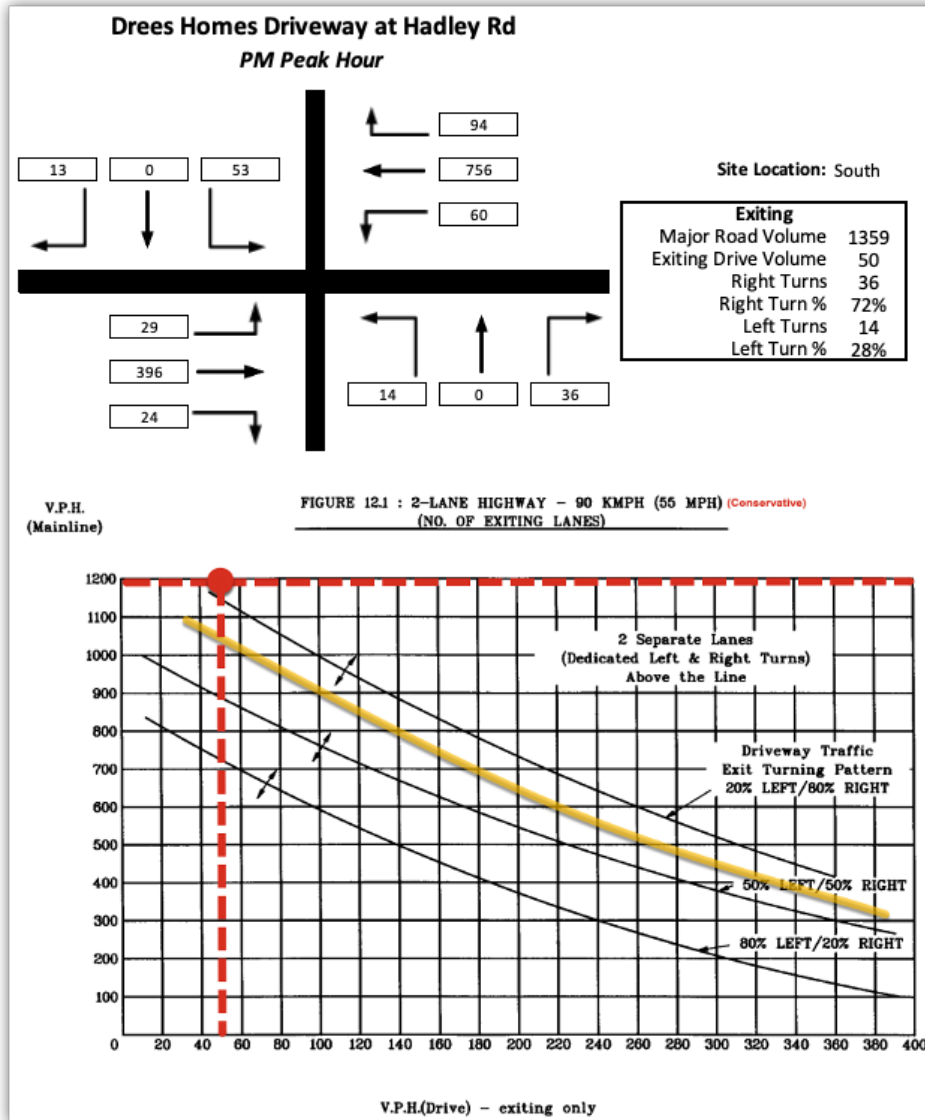 Drees Homes Driveway at Hadley Rd
PM Peak Hour
94
13 0 53 756
60
Site Location: South
Exiting
Major Road Volume 1359
Exiting Drive Volume 50
Right Turns 36
Right Turn % 72%
Left Turns 14
Left Turn % 28%
29
396
14 0 36
24
V.P.H.
(Mainline)
FIGURE 12.1 : 2-LANE HIGHWAY - 90 KMPH (55 MPH) (Conservative)
(NO. OF EXITING LANES)
1200
1100
1000
900
800
700
600
500
400
300
200
100
2 Separate Lanes
(Dedicated Left & Right Turns)
Above the Line
Driveway Traffic
Exit Turning Pattern
20% LEFT/80% RIGHT
50% LEFT/50% RIGHT
80% LEFT/20% RIGHT
0 20 40 60 80 100 120 140 160 180 200 220 240 260 280 300 320 340 360 380 400
V.P.H.(Drive) - exiting only